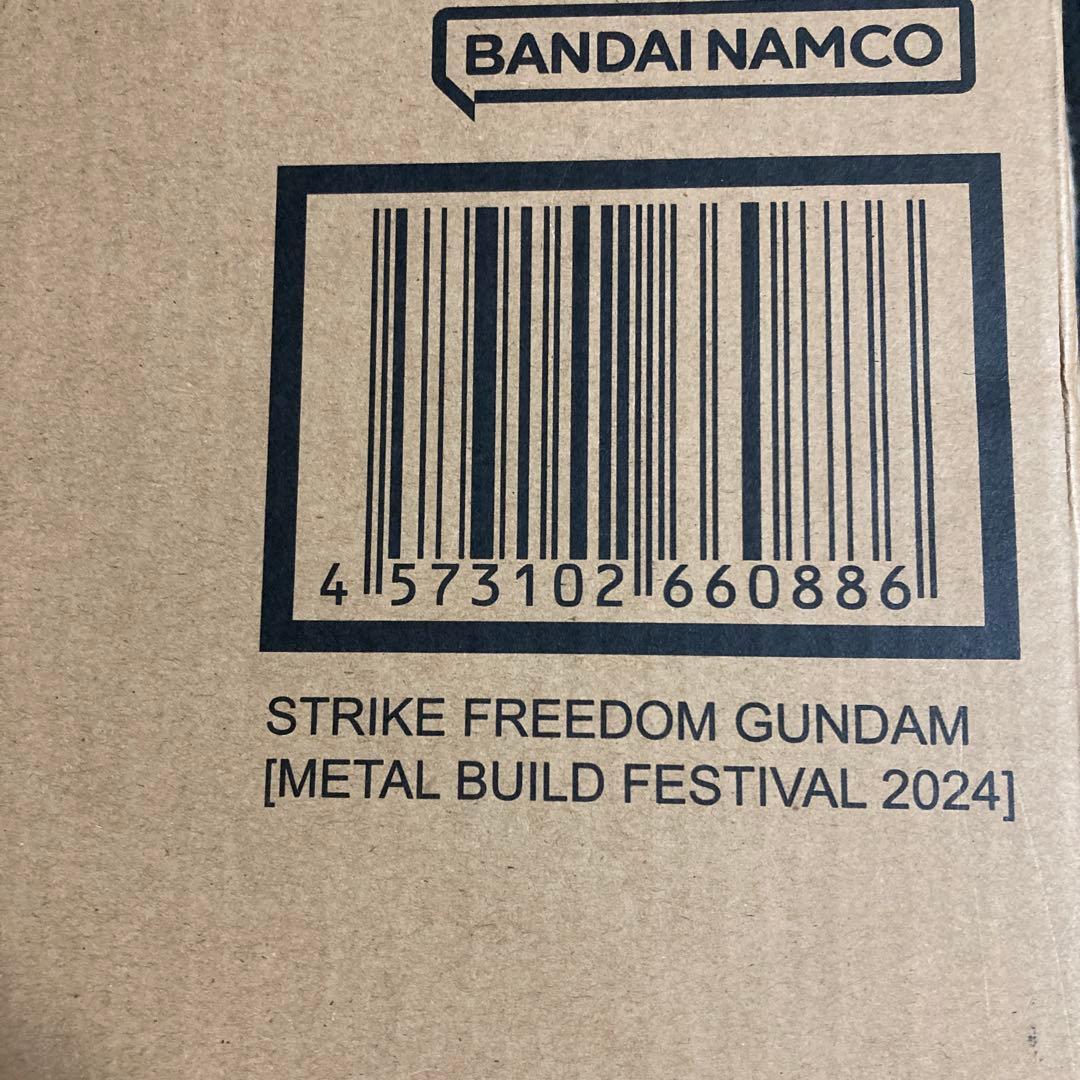 BANDAI NAMCO
4 573102 660886
STRIKE FREEDOM GUNDAM
[METAL BUILD FESTIVAL 2024]